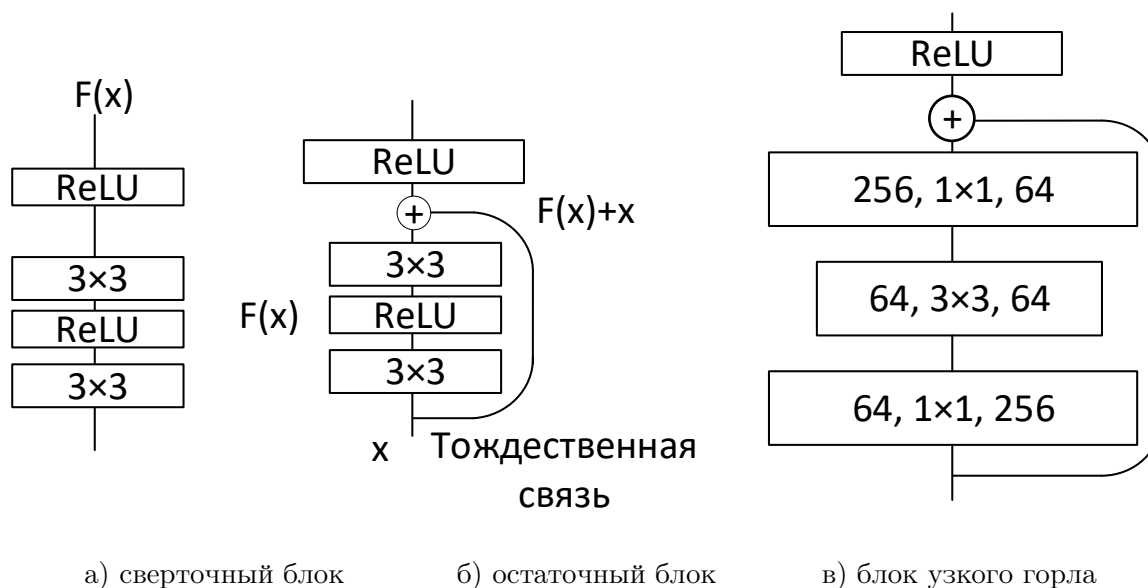 F(x)
ReLU
3×3
ReLU
3×3
ReLU
+
F(x)+x
3×3
F(x)
ReLU
3×3
x
Тождественная
связь
ReLU
+
256, 1×1, 64
64, 3×3, 64
64, 1×1, 256
а) сверточный блок
б) остаточный блок
в) блок узкого горла